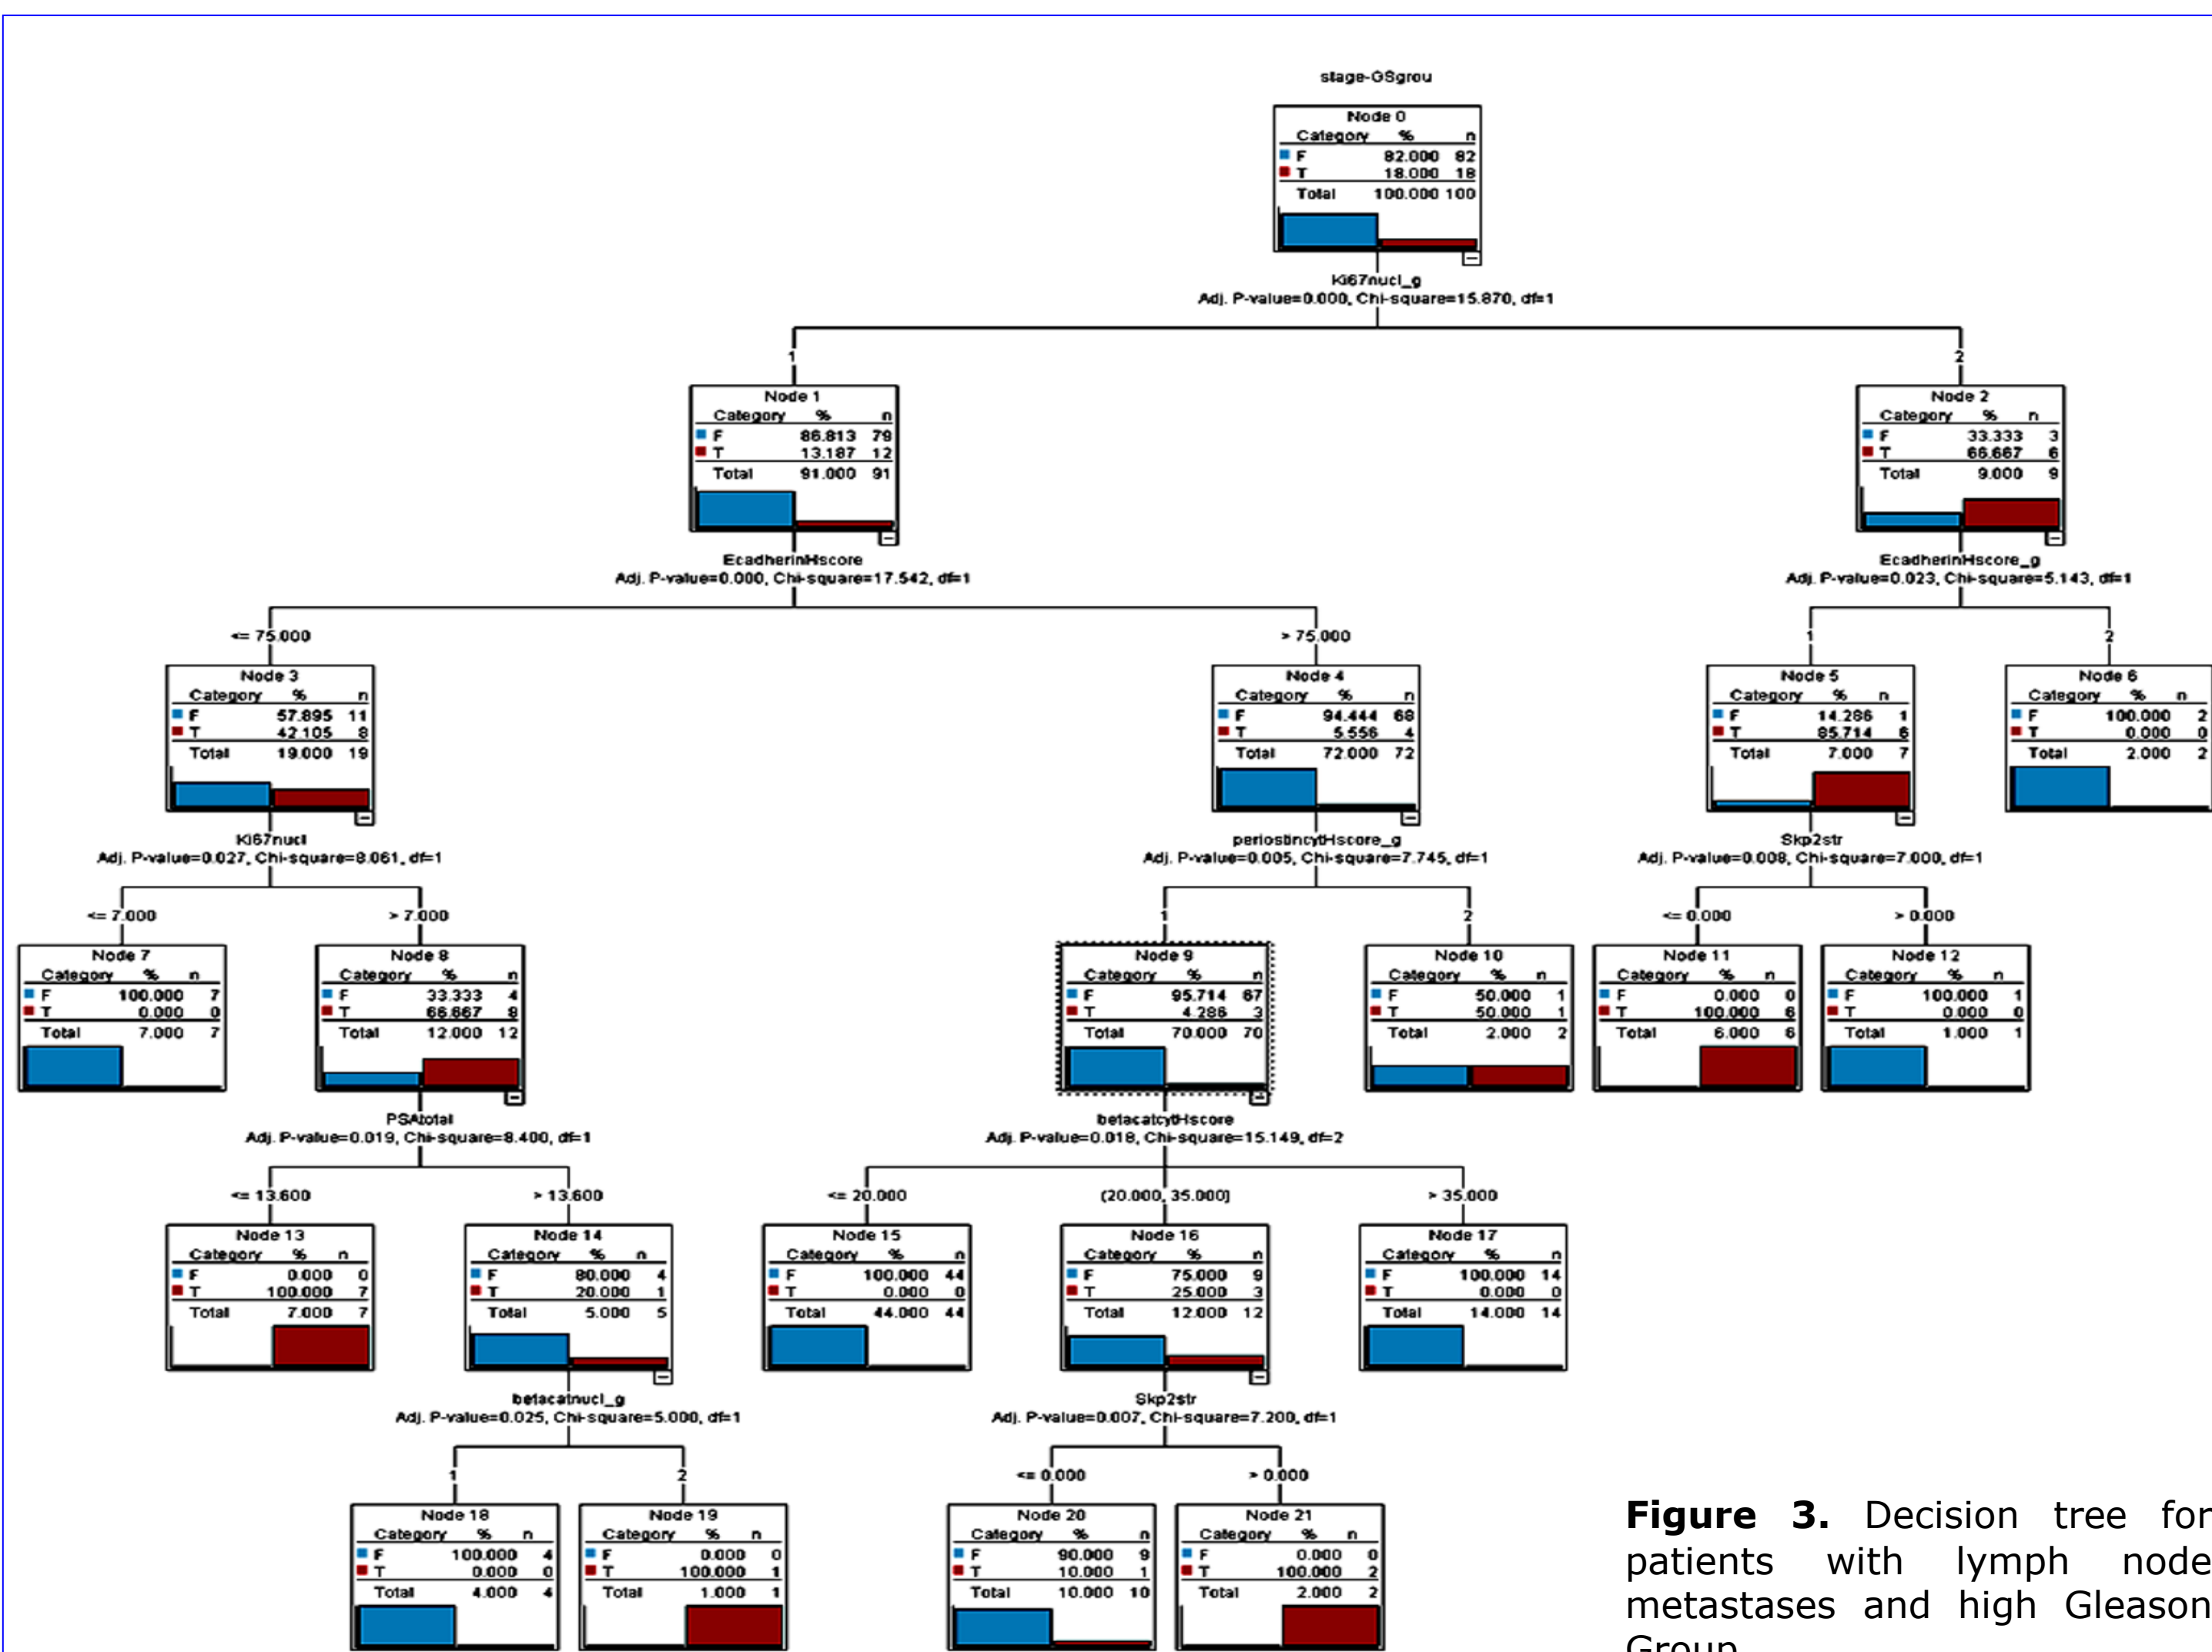 stage-GSgrou
Node 0
Category % n
F 82.000 82
T 18.000 18
Total 100.000 100
Ki67nucl_g
Adj. P-value=0.000, Chi-square=15.870, df=1
1
2
Node 1
Category % n
F 86.813 79
T 13.187 12
Total 91.000 91
Node 2
Category % n
F 33.333 3
T 66.667 6
Total 9.000 9
EcadherinHscore
Adj. P-value=0.000, Chi-square=17.542, df=1
EcadherinHscore_g
Adj. P-value=0.023, Chi-square=5.143, df=1
<= 75.000
> 75.000
1
2
Node 3
Category % n
F 57.895 11
T 42.105 8
Total 19.000 19
Node 4
Category % n
F 94.444 68
T 5.556 4
Total 72.000 72
Node 5
Category % n
F 14.286 1
T 85.714 6
Total 7.000 7
Node 6
Category % n
F 100.000 2
T 0.000 0
Total 2.000 2
Ki67nucl
Adj. P-value=0.027, Chi-square=8.061, df=1
periostincytHscore_g
Adj. P-value=0.005, Chi-square=7.745, df=1
Skp2str
Adj. P-value=0.008, Chi-square=7.000, df=1
<= 7.000
> 7.000
1
2
<= 0.000
> 0.000
Node 7
Category % n
F 100.000 7
T 0.000 0
Total 7.000 7
Node 8
Category % n
F 33.333 4
T 66.667 8
Total 12.000 12
Node 9
Category % n
F 95.714 67
T 4.286 3
Total 70.000 70
Node 10
Category % n
F 50.000 1
T 50.000 1
Total 2.000 2
Node 11
Category % n
F 0.000 0
T 100.000 6
Total 6.000 6
Node 12
Category % n
F 100.000 1
T 0.000 0
Total 1.000 1
PSAtotal
Adj. P-value=0.019, Chi-square=8.400, df=1
betacatcytHscore
Adj. P-value=0.018, Chi-square=15.149, df=2
<= 13.600
> 13.600
<= 20.000
(20.000, 35.000]
> 35.000
Node 13
Category % n
F 0.000 0
T 100.000 7
Total 7.000 7
Node 14
Category % n
F 80.000 4
T 20.000 1
Total 5.000 5
Node 15
Category % n
F 100.000 44
T 0.000 0
Total 44.000 44
Node 16
Category % n
F 75.000 9
T 25.000 3
Total 12.000 12
Node 17
Category % n
F 100.000 14
T 0.000 0
Total 14.000 14
betacatnucl_g
Adj. P-value=0.025, Chi-square=5.000, df=1
Skp2str
Adj. P-value=0.007, Chi-square=7.200, df=1
1
2
<= 0.000
> 0.000
Node 18
Category % n
F 100.000 4
T 0.000 0
Total 4.000 4
Node 19
Category % n
F 0.000 0
T 100.000 1
Total 1.000 1
Node 20
Category % n
F 90.000 9
T 10.000 1
Total 10.000 10
Node 21
Category % n
F 0.000 0
T 100.000 2
Total 2.000 2
Figure 3. Decision tree for
patients with lymph node
metastases and high Gleason
Group